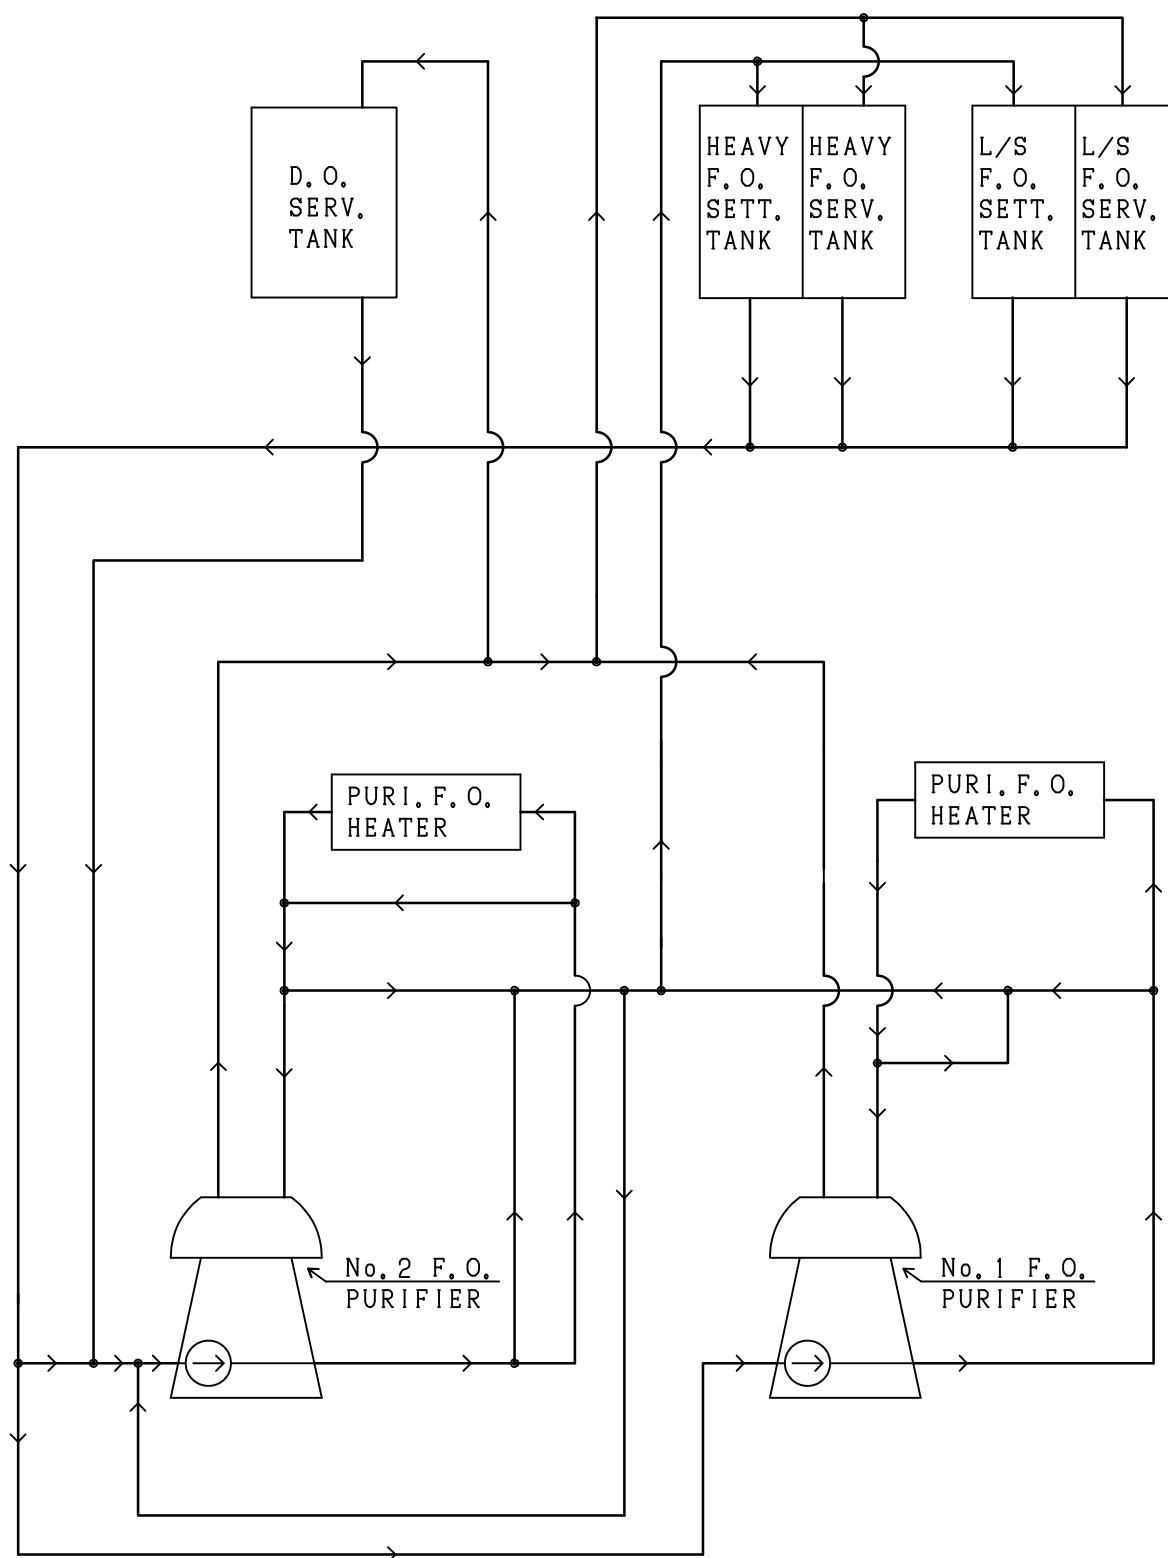 D.O.
SERV.
TANK
HEAVY
F.O.
SETT.
TANK
HEAVY
F.O.
SERV.
TANK
L/S
F.O.
SETT.
TANK
L/S
F.O.
SERV.
TANK
PURI.F.O.
HEATER
PURI.F.O.
HEATER
No.2 F.O.
PURIFIER
No.1 F.O.
PURIFIER